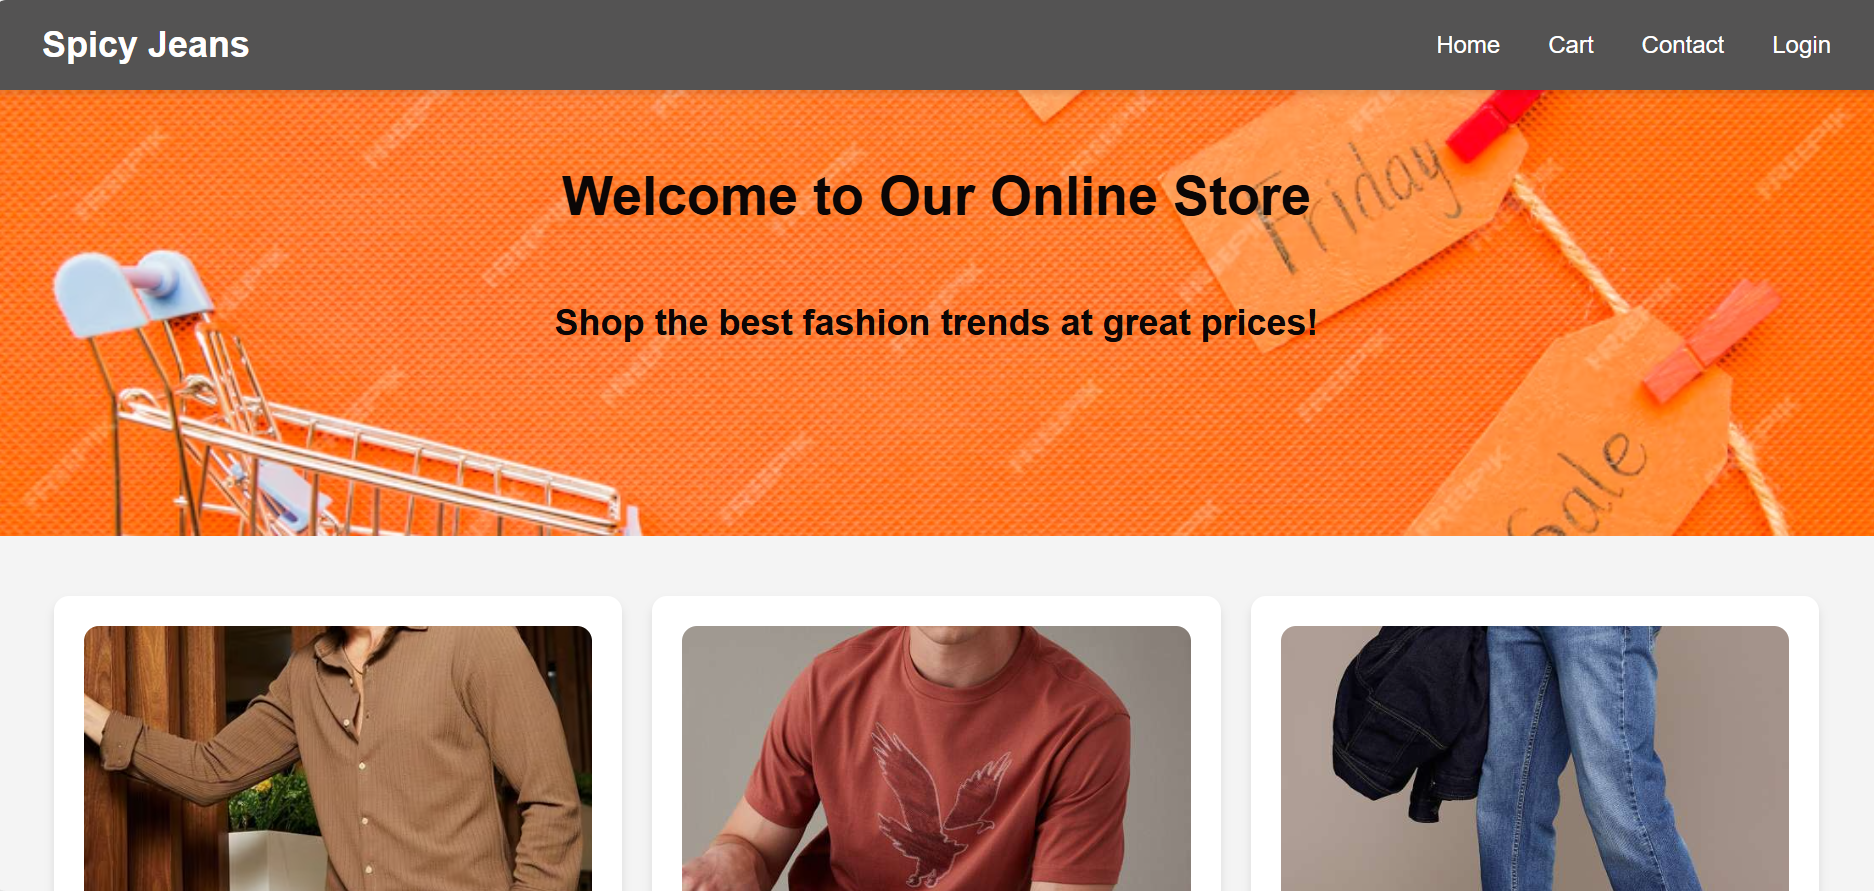 Spicy Jeans
Home Cart Contact Login
Welcome to Our Online Store
Friday
Shop the best fashion trends at great prices!
Sale
FREEPIK